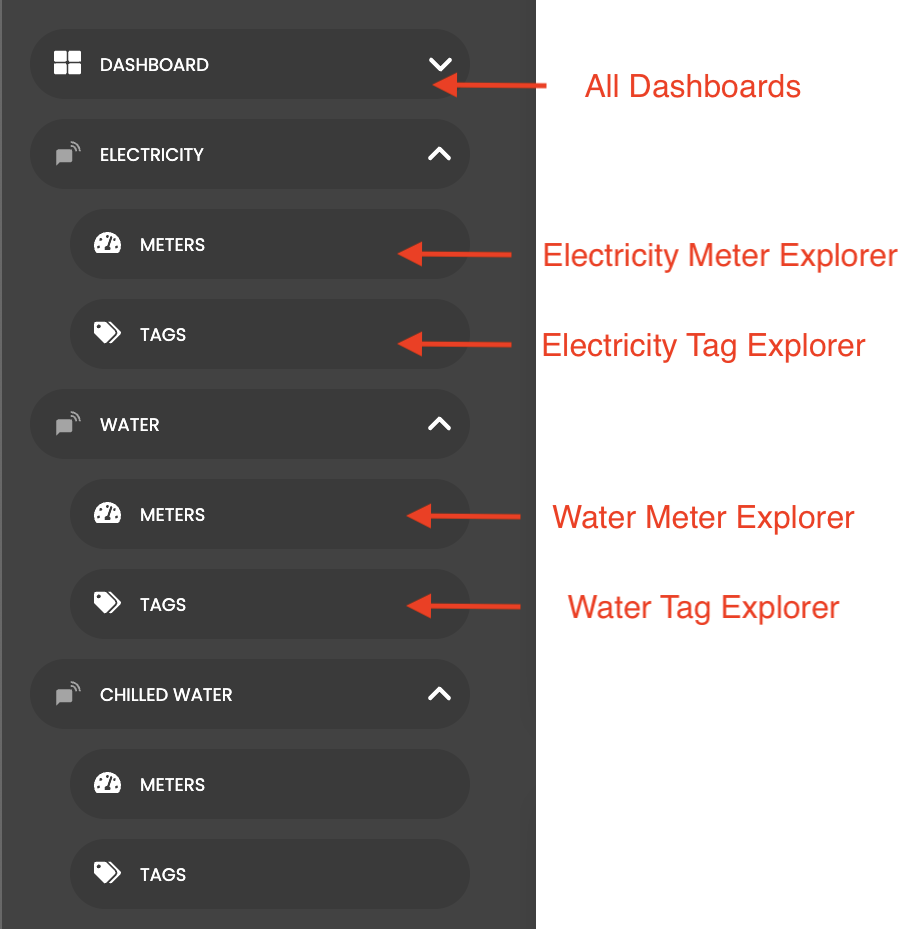 DASHBOARD
All Dashboards
ELECTRICITY
METERS
Electricity Meter Explorer
TAGS
Electricity Tag Explorer
WATER
METERS
Water Meter Explorer
TAGS
Water Tag Explorer
CHILLED WATER
METERS
TAGS